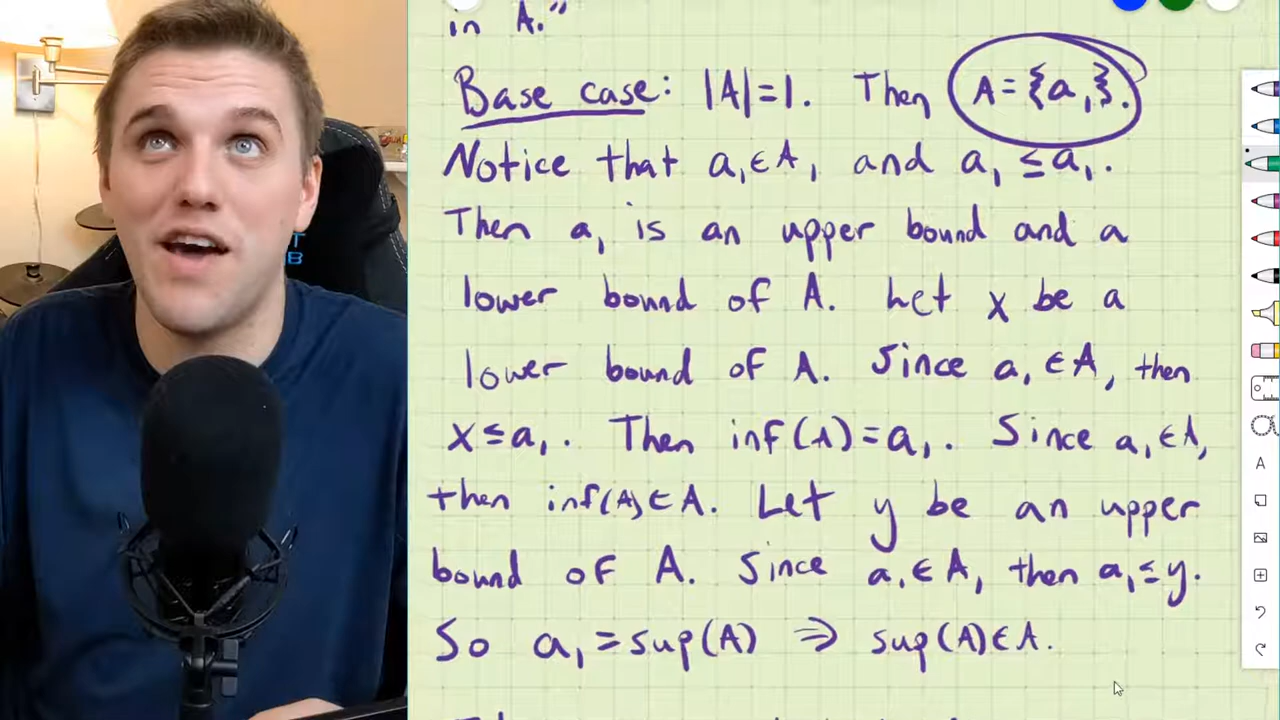 in A."
Base case: |A|=1. Then A={a₁}.
Notice that a₁∈A, and a₁≤a₁.
Then a₁ is an upper bound and a
lower bound of A. Let x be a
lower bound of A. Since a₁∈A, then
x≤a₁. Then inf(A)=a₁. Since a₁∈A,
then inf(A)∈A. Let y be an upper
bound of A. Since a₁∈A, then a₁≤y.
So a₁=sup(A) ⇒ sup(A)∈A.
T
B
A